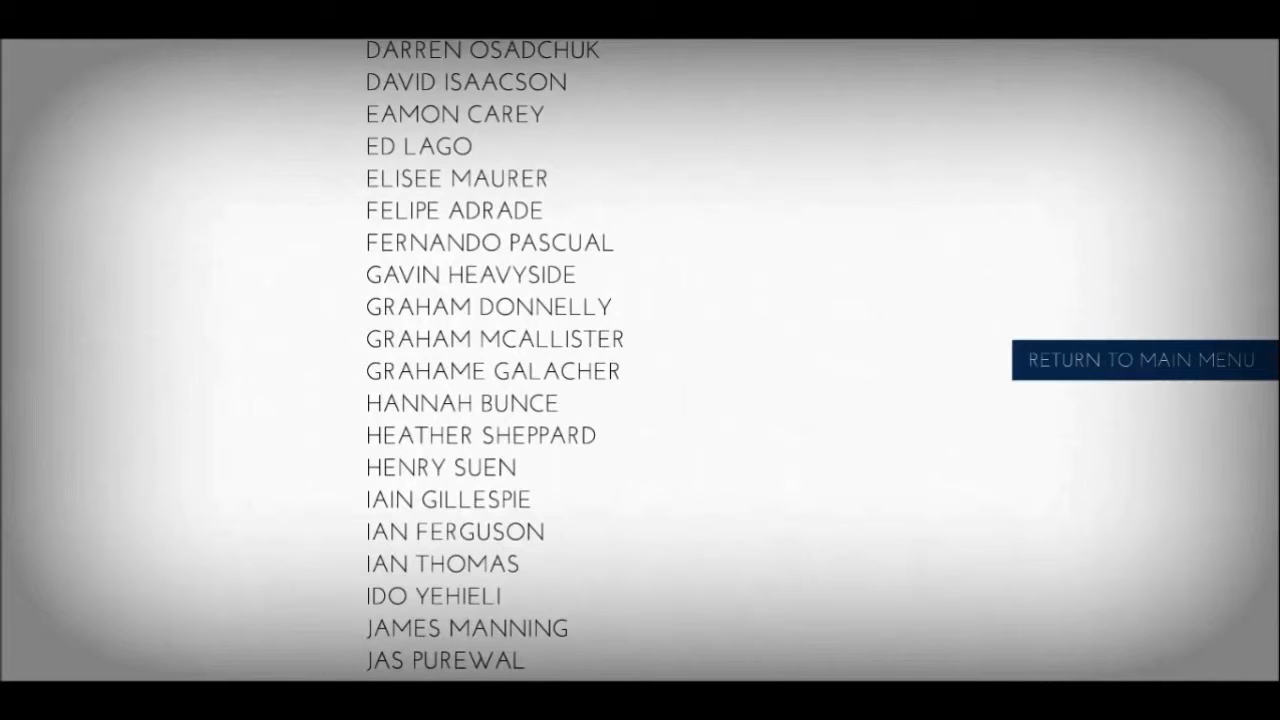 DARREN OSADCHUK
DAVID ISAACSON
EAMON CAREY
ED LAGO
ELISEE MAURER
FELIPE ADRADE
FERNANDO PASCUAL
GAVIN HEAVYSIDE
GRAHAM DONNELLY
GRAHAM MCALLISTER
GRAHAME GALACHER
HANNAH BUNCE
HEATHER SHEPPARD
HENRY SUEN
IAIN GILLESPIE
IAN FERGUSON
IAN THOMAS
IDO YEHIELI
JAMES MANNING
JAS PUREWAL
RETURN TO MAIN MENU